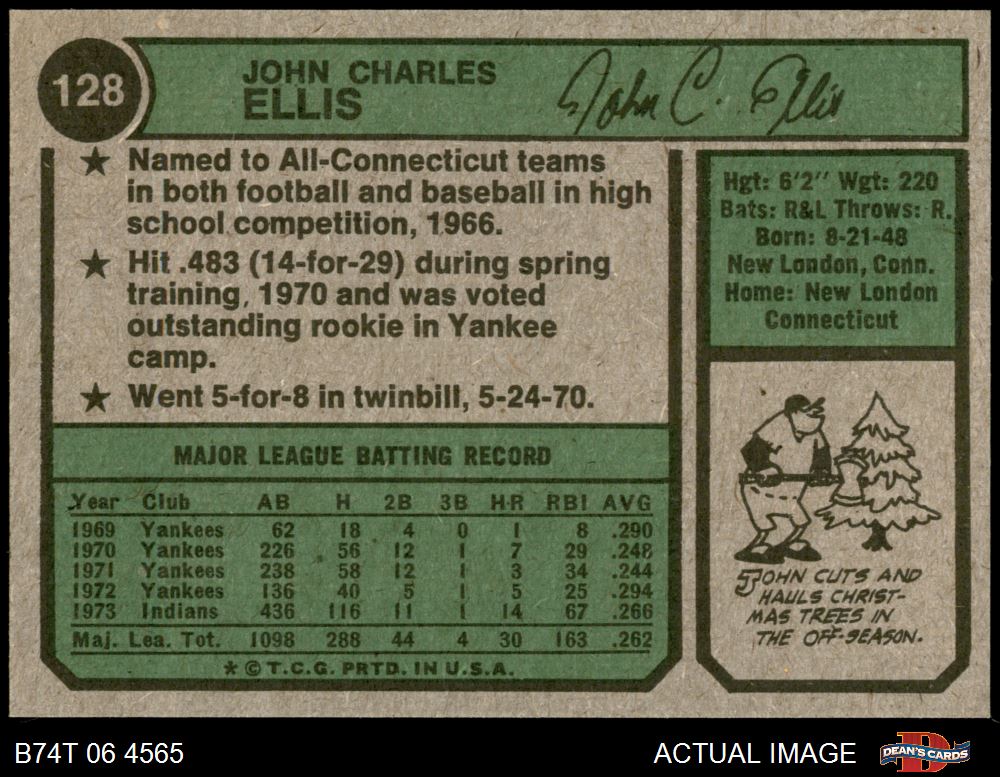 128
JOHN CHARLES
ELLIS
John C. Ellis
★ Named to All-Connecticut teams
in both football and baseball in high
school competition, 1966.
★ Hit .483 (14-for-29) during spring
training, 1970 and was voted
outstanding rookie in Yankee
camp.
★ Went 5-for-8 in twinbill, 5-24-70.
MAJOR LEAGUE BATTING RECORD
Year Club AB H 2B 3B HR RBI AVG
1969 Yankees 62 18 4 0 1 8 .290
1970 Yankees 226 56 12 1 7 29 .248
1971 Yankees 238 58 12 1 3 34 .244
1972 Yankees 136 40 5 1 5 25 .294
1973 Indians 436 116 11 1 14 67 .266
Maj. Lea. Tot. 1098 288 44 4 30 163 .262
* © T.C.G. PRTD. IN U.S.A.
Hgt: 6'2" Wgt: 220
Bats: R&L Throws: R.
Born: 8-21-48
New London, Conn.
Home: New London
Connecticut
JOHN CUTS AND
HAULS CHRIST-
MAS TREES IN
THE OFF-SEASON.
B74T 06 4565
ACTUAL IMAGE
DEAN'S CARDS